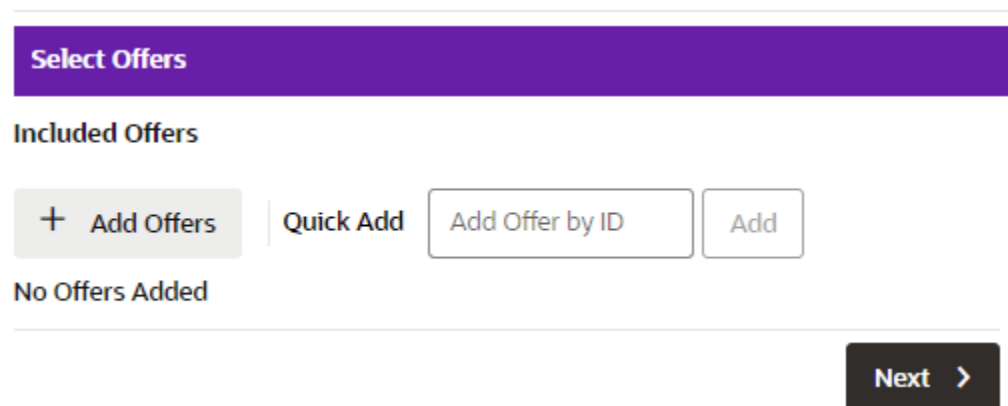 Select Offers
Included Offers
+ Add Offers Quick Add Add Offer by ID Add
No Offers Added
Next >